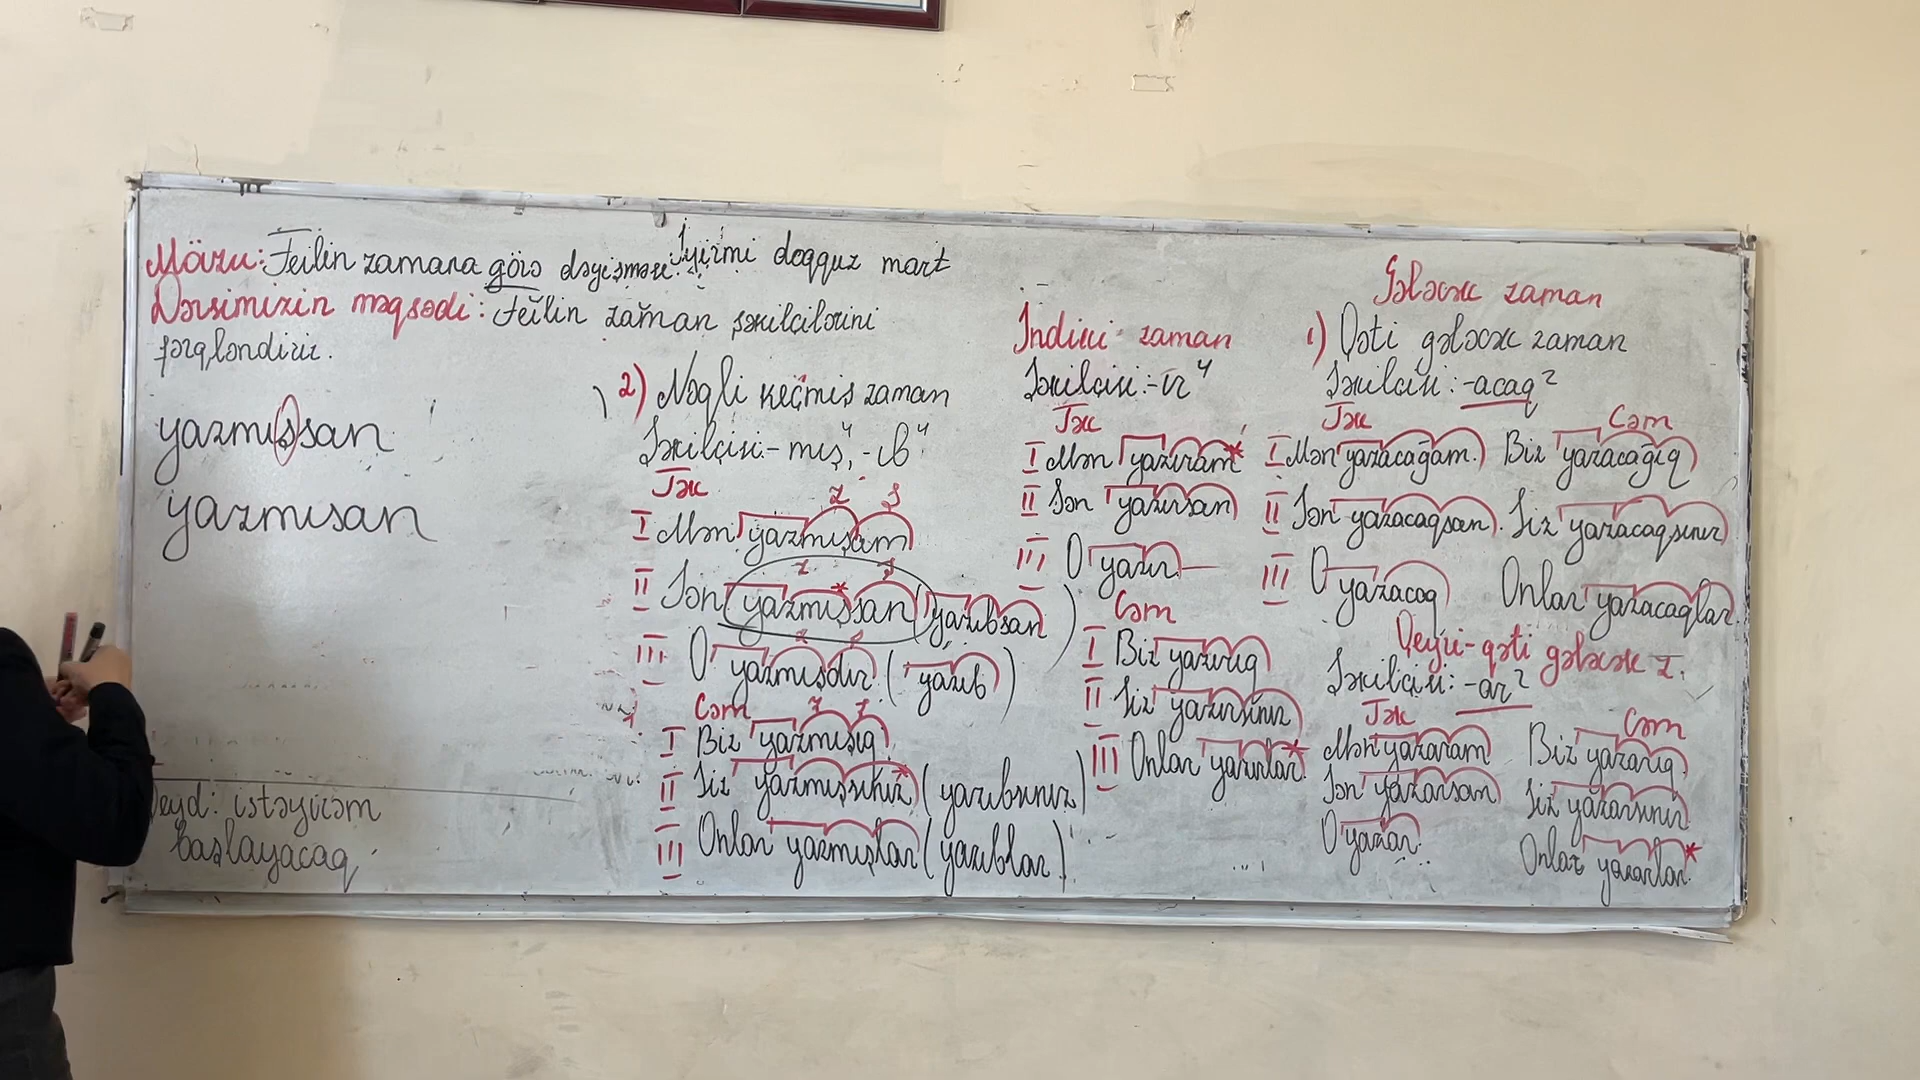 İyirmi doqquz mart
Mövzu: Feilin zamana görə dəyişməsi.
Dərsimizin məqsədi: Feilin zaman şəkilçilərini
fərqləndirir.
yazmışsan
yazmısan
Qeyd: istəyirəm
başlayacaq
2) Nəqli keçmiş zaman
Şəkilçisi - mış⁴, -ıb⁴
Tək
I Mən yazmışam
II Sən yazmışsan (yazıbsan)
III O yazmışdır (yazıb)
Cəm
I Biz yazmışıq
II Siz yazmışsınız (yazıbsınız)
III Onlar yazmışlar (yazıblar)
İndiki zaman
Şəkilçisi: -ır⁴
Tək
I Mən yazıram
II Sən yazırsan
III O yazır
Cəm
I Biz yazırıq
II Siz yazırsınız
III Onlar yazırlar
Gələcək zaman
1) Qəti gələcək zaman
Şəkilçisi: -acaq²
Tək Cəm
I Mən yazacağam. Biz yazacağıq
II Sən yazacaqsan. Siz yazacaqsınız
III O yazacaq Onlar yazacaqlar.
Qeyri-qəti gələcək z.
Şəkilçisi: -ar²
Tək Cəm
Mən yazaram Biz yazarıq
Sən yazarsan Siz yazarsınız
O yazar Onlar yazarlar.